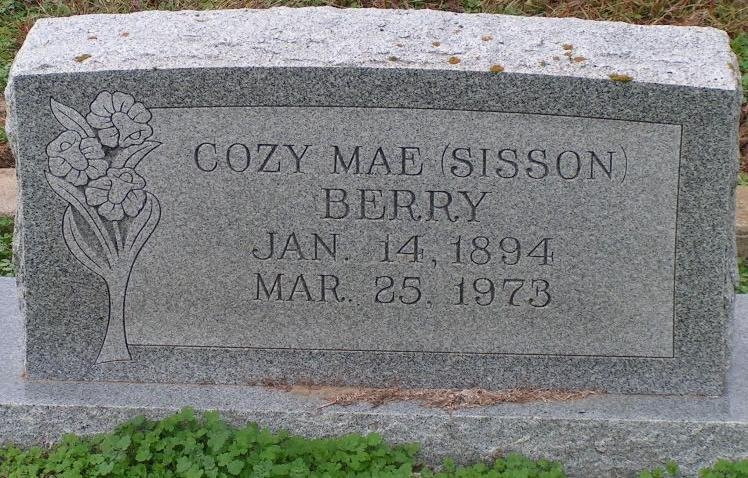 COZY MAE (SISSON)
BERRY
JAN. 14, 1894
MAR. 25, 1973